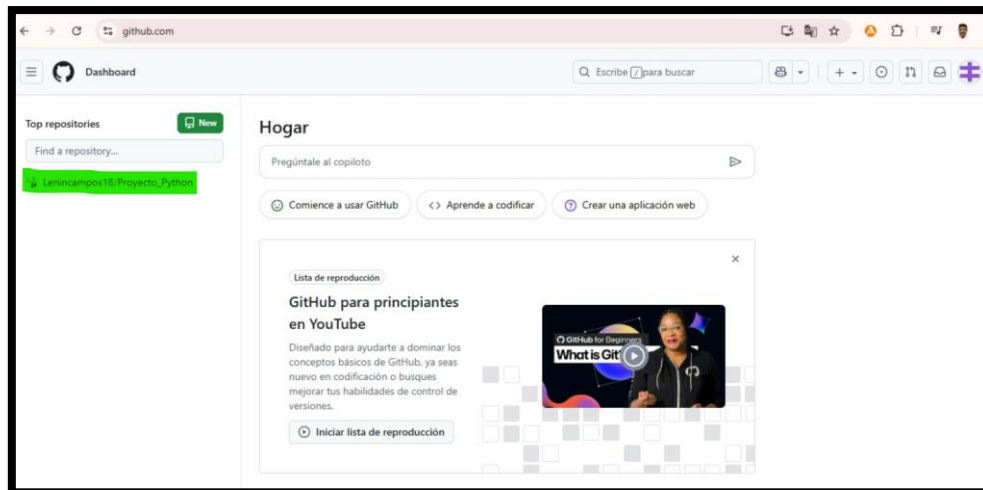 github.com
Dashboard
Escribe / para buscar
Top repositories
New
Find a repository...
Lenincampos18/Proyecto_Python
Hogar
Pregúntale al copiloto
Comience a usar GitHub
Aprende a codificar
Crear una aplicación web
Lista de reproducción
GitHub para principiantes
en YouTube
Diseñado para ayudarte a dominar los
conceptos básicos de GitHub, ya seas
nuevo en codificación o busques
mejorar tus habilidades de control de
versiones.
Iniciar lista de reproducción
GitHub for Beginners
What is Git